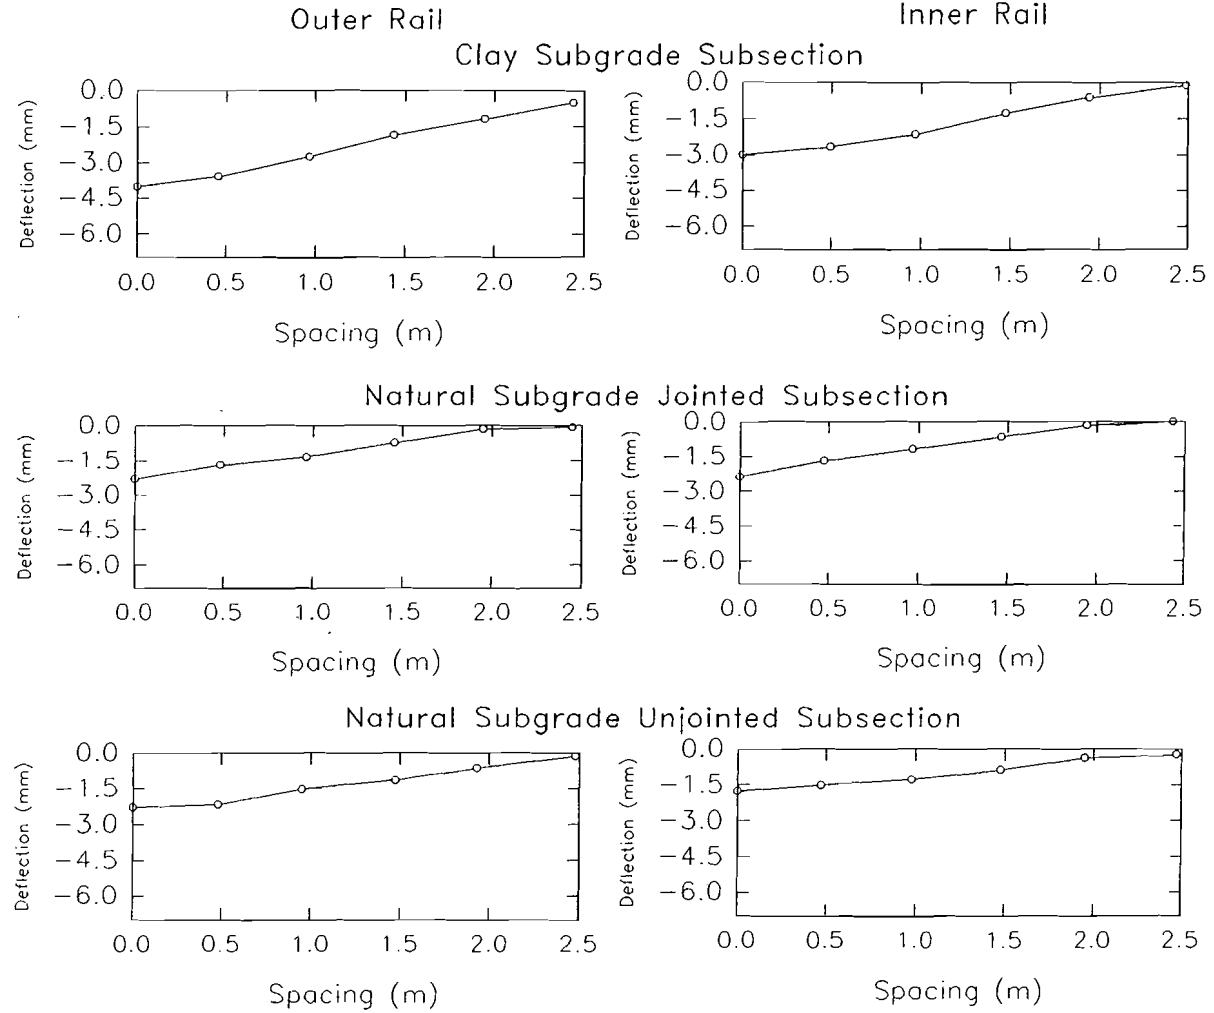 Outer Rail Inner Rail
Clay Subgrade Subsection
Deflection (mm)
0.0
−1.5
−3.0
−4.5
−6.0
0.0 0.5 1.0 1.5 2.0 2.5
Spacing (m)
Deflection (mm)
0.0
−1.5
−3.0
−4.5
−6.0
0.0 0.5 1.0 1.5 2.0 2.5
Spacing (m)
Natural Subgrade Jointed Subsection
Deflection (mm)
0.0
−1.5
−3.0
−4.5
−6.0
0.0 0.5 1.0 1.5 2.0 2.5
Spacing (m)
Deflection (mm)
0.0
−1.5
−3.0
−4.5
−6.0
0.0 0.5 1.0 1.5 2.0 2.5
Spacing (m)
Natural Subgrade Unjointed Subsection
Deflection (mm)
0.0
−1.5
−3.0
−4.5
−6.0
0.0 0.5 1.0 1.5 2.0 2.5
Spacing (m)
Deflection (mm)
0.0
−1.5
−3.0
−4.5
−6.0
0.0 0.5 1.0 1.5 2.0 2.5
Spacing (m)